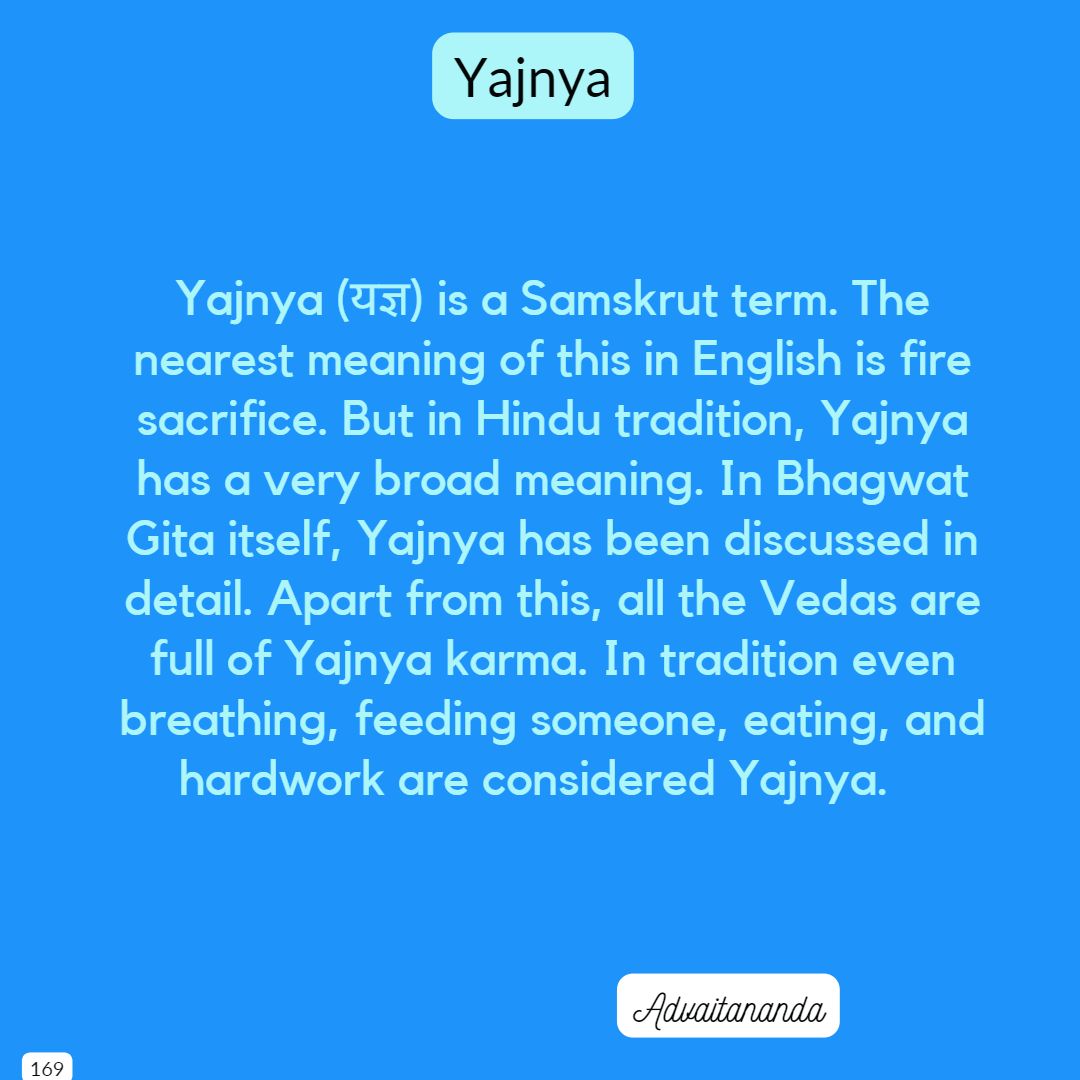 Yajnya
Yajnya (यज्ञ) is a Samskrut term. The
nearest meaning of this in English is fire
sacrifice. But in Hindu tradition, Yajnya
has a very broad meaning. In Bhagwat
Gita itself, Yajnya has been discussed in
detail. Apart from this, all the Vedas are
full of Yajnya karma. In tradition even
breathing, feeding someone, eating, and
hardwork are considered Yajnya.
Advaitananda
169